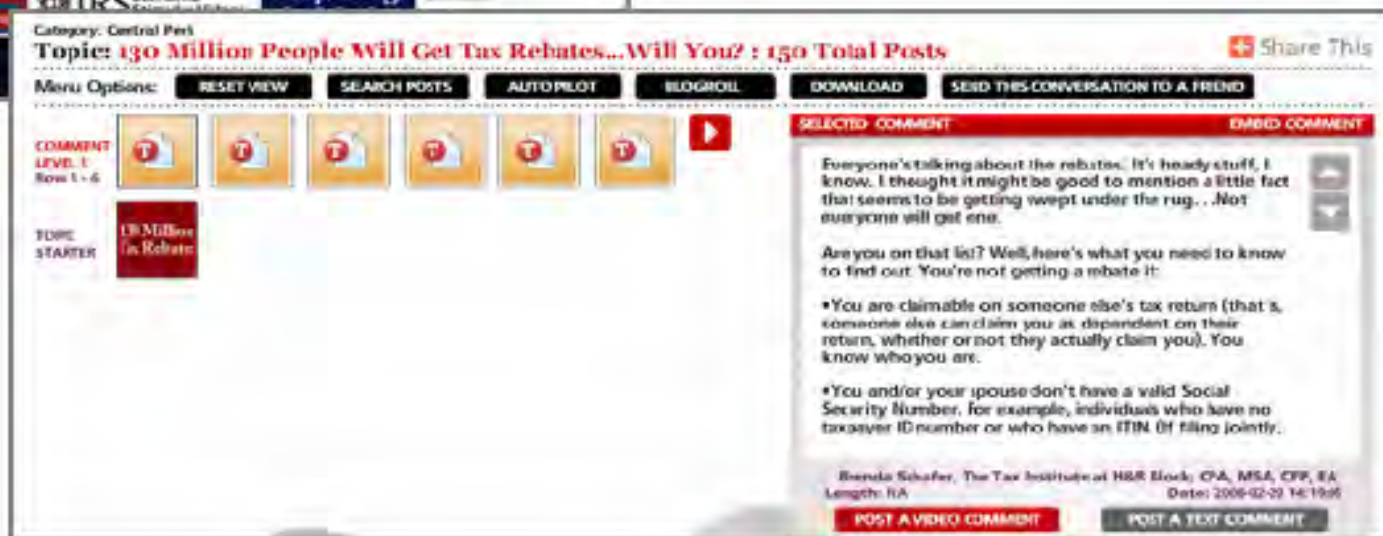 Category: Central Perk
Topic: 130 Million People Will Get Tax Rebates...Will You? : 150 Total Posts
Share This
Menu Options: RESET VIEW SEARCH POSTS AUTOPILOT BLOGROLL DOWNLOAD SEND THIS CONVERSATION TO A FRIEND
COMMENT
LEVEL 1
Row 1 - 6
TOPIC
STARTER
130 Million
Tax Rebate
SELECTED COMMENT EMBED COMMENT
Everyone's talking about the rebates. It's heady stuff, I
know. I thought it might be good to mention a little fact
that seems to be getting swept under the rug. . .Not
everyone will get one.
Are you on that list? Well, here's what you need to know
to find out. You're not getting a rebate if:
•You are claimable on someone else's tax return (that is,
someone else can claim you as dependent on their
return, whether or not they actually claim you). You
know who you are.
•You and/or your spouse don't have a valid Social
Security Number. For example, individuals who have no
taxpayer ID number or who have an ITIN. (If filing jointly,
Brenda Schafer, The Tax Institute at H&R Block; CPA, MSA, CFP, EA
Length: NA
Date:
POST A VIDEO COMMENT POST A TEXT COMMENT